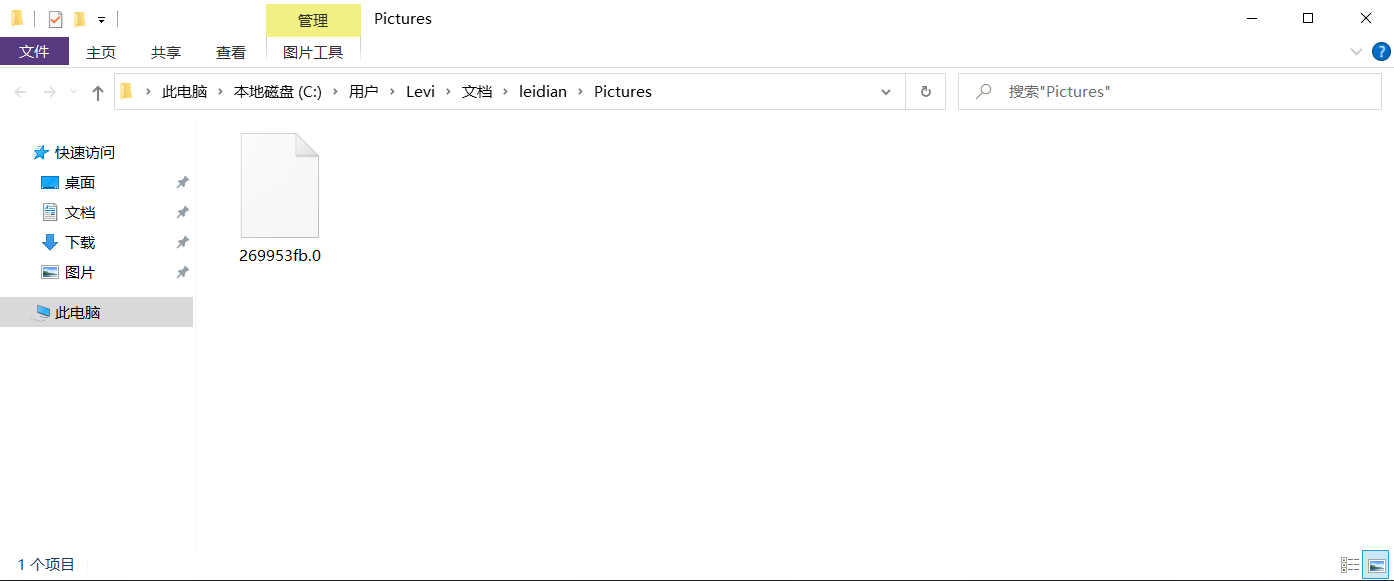 管理
Pictures
文件
主页
共享
查看
图片工具
此电脑 › 本地磁盘 (C:) › 用户 › Levi › 文档 › leidian › Pictures
搜索"Pictures"
快速访问
桌面
文档
下载
图片
此电脑
269953fb.0
1 个项目